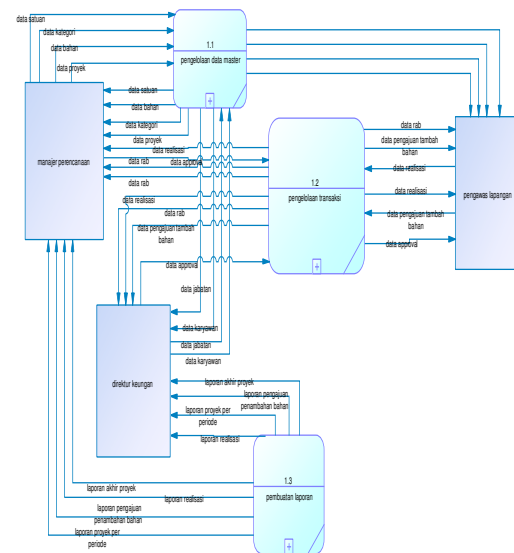 data satuan
data kategori
data bahan
data proyek
1.1
pengelolaan data master
data satuan
data bahan
data kategori
data proyek
data realisasi
data rab
data approval
data rab
manajer perencanaan
1.2
pengelolaan transaksi
data rab
data pengajuan tambah
bahan
data realisasi
data realisasi
data pengajuan tambah
bahan
data approval
pengawas lapangan
data realisasi
data rab
data pengajuan tambah
bahan
data approval
data jabatan
data karyawan
data jabatan
data karyawan
direktur keungan
laporan akhir proyek
laporan pengajuan
penambahan bahan
laporan proyek per
periode
laporan realisasi
1.3
pembuatan laporan
laporan akhir proyek
laporan realisasi
laporan pengajuan
penambahan bahan
laporan proyek per
periode